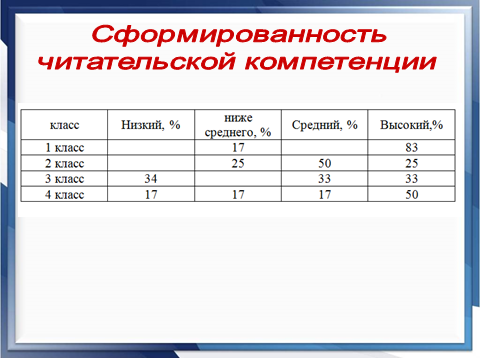 Сформированность
читательской компетенции
класс Низкий, % ниже среднего, % Средний, % Высокий,%
1 класс 17 83
2 класс 25 50 25
3 класс 34 33 33
4 класс 17 17 17 50